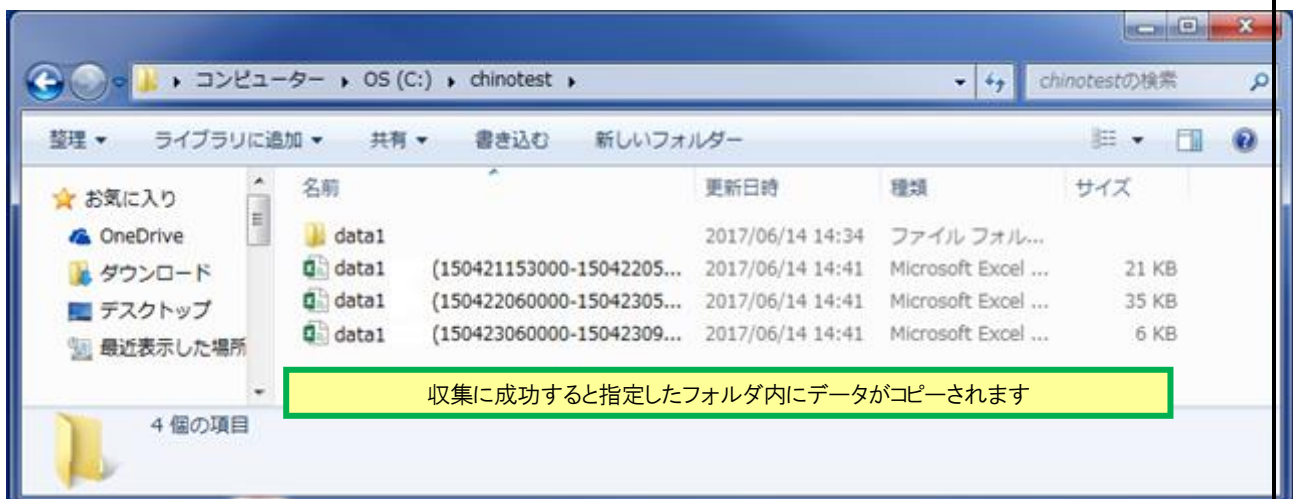 コンピューター ▸ OS (C:) ▸ chinotest ▸ chinotestの検索
整理 ▼ ライブラリに追加 ▼ 共有 ▼ 書き込む 新しいフォルダー
お気に入り 名前 更新日時 種類 サイズ
OneDrive data1 2017/06/14 14:34 ファイル フォル...
ダウンロード data1 (150421153000-15042205... 2017/06/14 14:41 Microsoft Excel ... 21 KB
デスクトップ data1 (150422060000-15042305... 2017/06/14 14:41 Microsoft Excel ... 35 KB
最近表示した場所 data1 (150423060000-15042309... 2017/06/14 14:41 Microsoft Excel ... 6 KB
収集に成功すると指定したフォルダ内にデータがコピーされます
4 個の項目